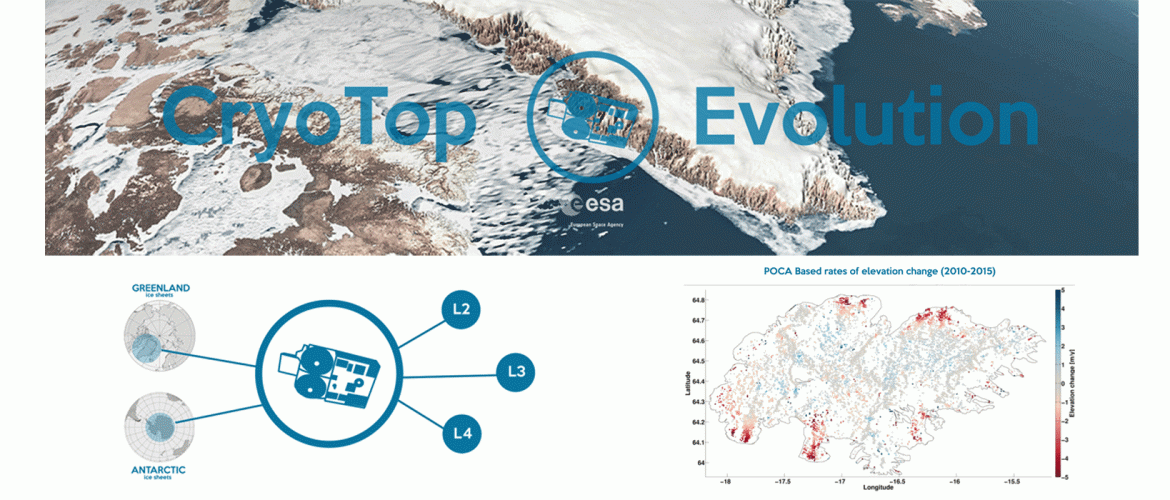 CryoTop Evolution
esa
European Space Agency
POCA Based rates of elevation change (2010-2015)
GREENLAND
Ice sheets
L2
L3
L4
ANTARCTIC
Ice sheets
64.8
64.7
64.6
64.5
64.4
64.3
64.2
64.1
64
Latitude
-18
-17.5
-17
-16.5
-16
-15.5
Longitude
5
4
3
2
1
0
-1
-2
-3
-4
-5
Elevation change (m/y)